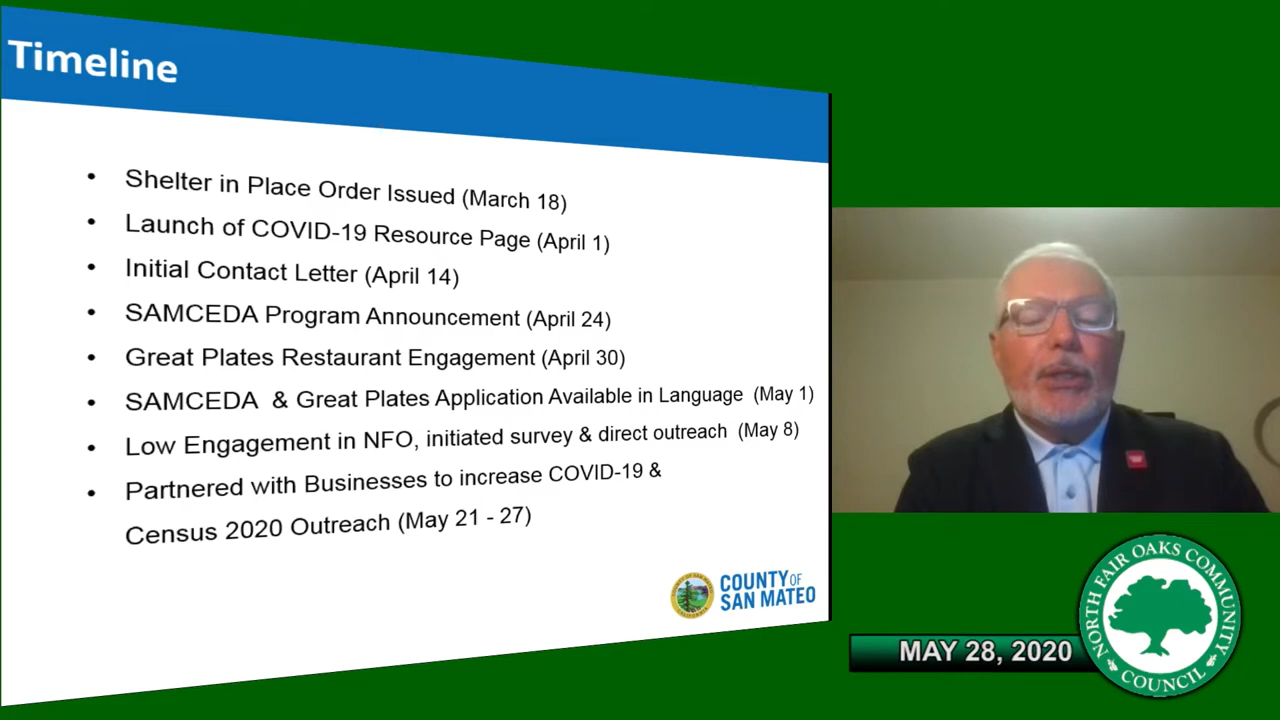 Timeline
• Shelter in Place Order Issued (March 18)
• Launch of COVID-19 Resource Page (April 1)
• Initial Contact Letter (April 14)
• SAMCEDA Program Announcement (April 24)
• Great Plates Restaurant Engagement (April 30)
• SAMCEDA & Great Plates Application Available in Language (May 1)
• Low Engagement in NFO, initiated survey & direct outreach (May 8)
• Partnered with Businesses to increase COVID-19 &
Census 2020 Outreach (May 21 - 27)
COUNTY OF
SAN MATEO
MAY 28, 2020
NORTH FAIR OAKS COMMUNITY
COUNCIL